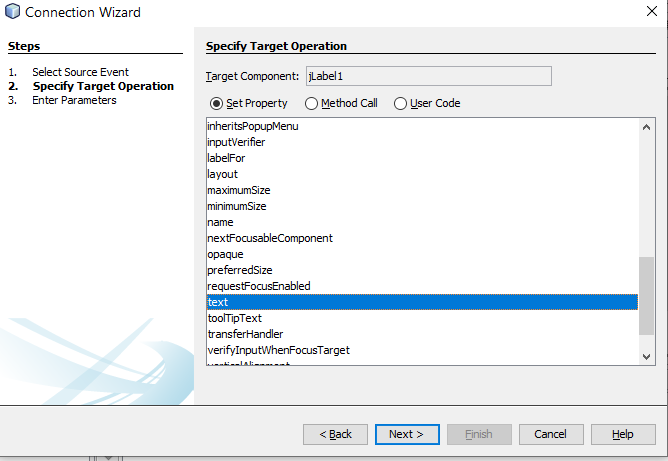 Connection Wizard
Steps
1. Select Source Event
2. Specify Target Operation
3. Enter Parameters
Specify Target Operation
Target Component: jLabel1
Set Property Method Call User Code
inheritsPopupMenu
inputVerifier
labelFor
layout
maximumSize
minimumSize
name
nextFocusableComponent
opaque
preferredSize
requestFocusEnabled
text
toolTipText
transferHandler
verifyInputWhenFocusTarget
verticalAlignment
< Back Next > Finish Cancel Help